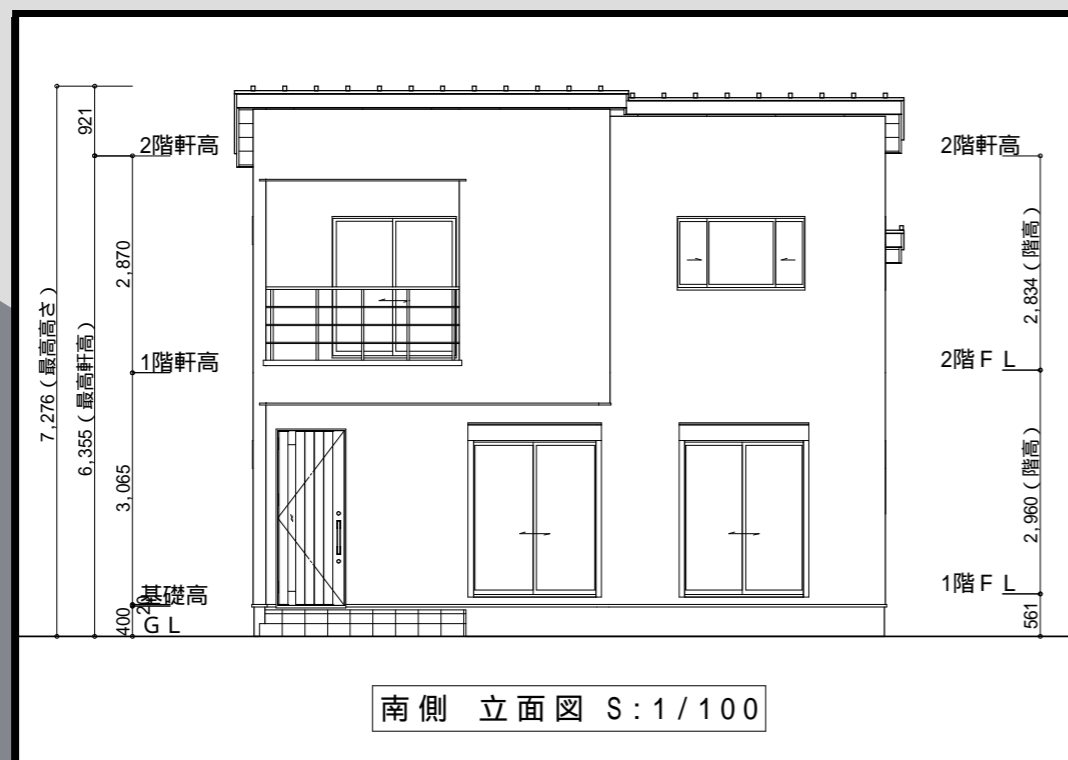 921
2階軒高
2階軒高
2,870
2,834 (階高)
7,276 (最高高さ)
6,355 (最高軒高)
1階軒高
2階FL
3,065
2,960 (階高)
1階FL
基礎高
20
400
GL
561
南側 立面図 S:1/100